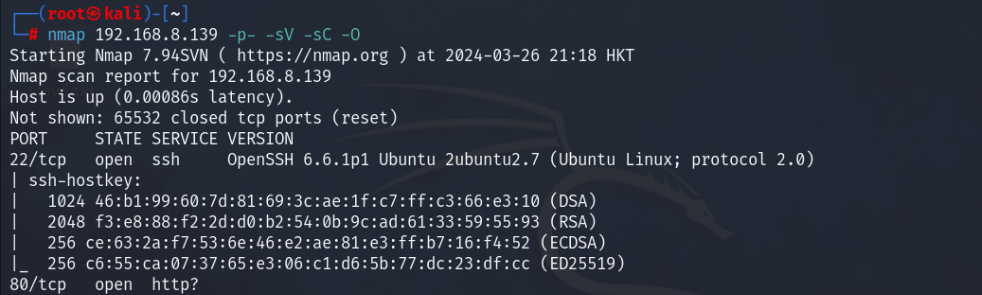 ┌──(root㉿kali)-[~]
└─# nmap 192.168.8.139 -p- -sV -sC -O
Starting Nmap 7.94SVN ( https://nmap.org ) at 2024-03-26 21:18 HKT
Nmap scan report for 192.168.8.139
Host is up (0.00086s latency).
Not shown: 65532 closed tcp ports (reset)
PORT     STATE SERVICE VERSION
22/tcp   open  ssh     OpenSSH 6.6.1p1 Ubuntu 2ubuntu2.7 (Ubuntu Linux; protocol 2.0)
| ssh-hostkey:
|   1024 46:b1:99:60:7d:81:69:3c:ae:1f:c7:ff:c3:66:e3:10 (DSA)
|   2048 f3:e8:88:f2:2d:d0:b2:54:0b:9c:ad:61:33:59:55:93 (RSA)
|   256 ce:63:2a:f7:53:6e:46:e2:ae:81:e3:ff:b7:16:f4:52 (ECDSA)
|_  256 c6:55:ca:07:37:65:e3:06:c1:d6:5b:77:dc:23:df:cc (ED25519)
80/tcp   open  http?